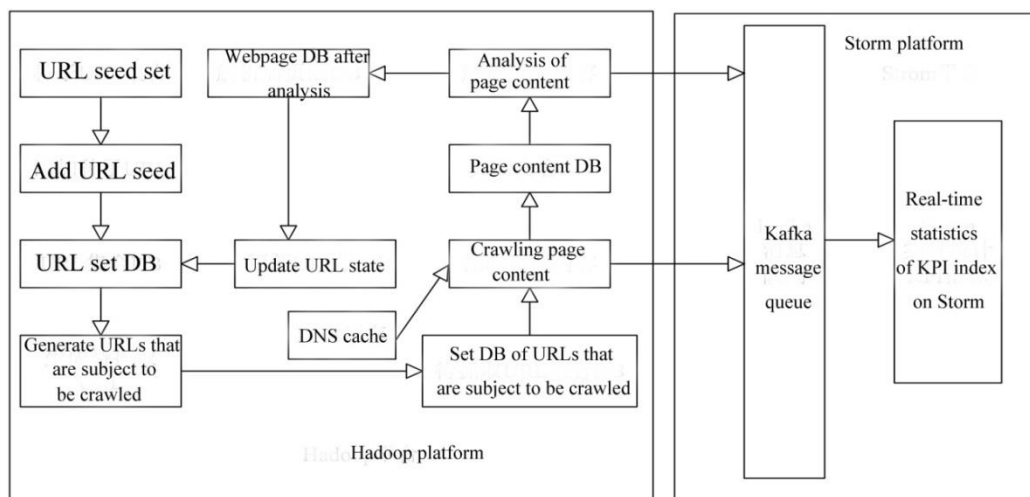 URL seed set
Add URL seed
URL set DB
Generate URLs that
are subject to
be crawled
Webpage DB after
analysis
Update URL state
DNS cache
Analysis of
page content
Page content DB
Crawling page
content
Set DB of URLs that
are subject to be crawled
Hadoop platform
Storm platform
Kafka
message
queue
Real-time
statistics
of KPI index
on Storm